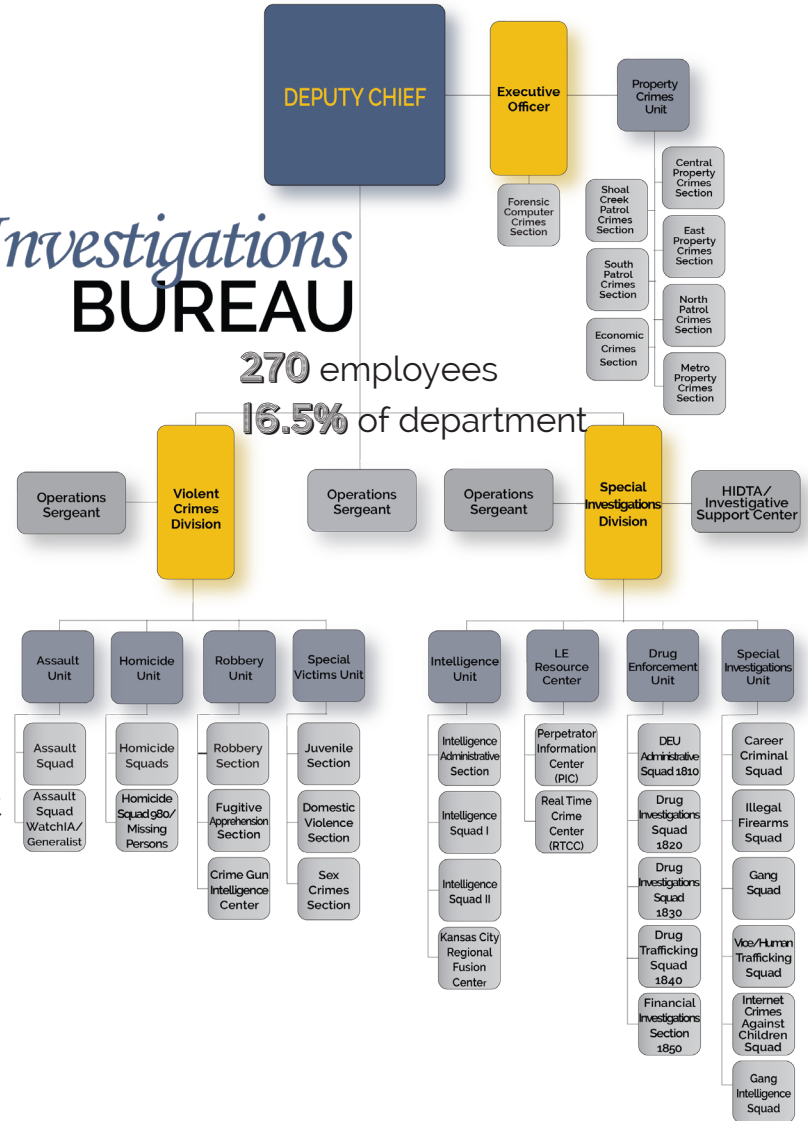 DEPUTY CHIEF
Executive
Officer
Property
Crimes
Unit
Forensic
Computer
Crimes
Section
Central
Property
Crimes
Section
Shoal
Creek
Patrol
Crimes
Section
East
Property
Crimes
Section
South
Patrol
Crimes
Section
North
Patrol
Crimes
Section
Economic
Crimes
Section
Metro
Property
Crimes
Section
Investigations
BUREAU
270 employees
16.5% of department
Operations
Sergeant
Violent
Crimes
Division
Operations
Sergeant
Operations
Sergeant
Special
Investigations
Division
HIDTA/
Investigative
Support Center
Assault
Unit
Homicide
Unit
Robbery
Unit
Special
Victims Unit
Intelligence
Unit
LE
Resource
Center
Drug
Enforcement
Unit
Special
Investigations
Unit
Assault
Squad
Assault
Squad
WatchIA/
Generalist
Homicide
Squads
Homicide
Squad 980/
Missing
Persons
Robbery
Section
Fugitive
Apprehension
Section
Crime Gun
Intelligence
Center
Juvenile
Section
Domestic
Violence
Section
Sex
Crimes
Section
Intelligence
Administrative
Section
Intelligence
Squad I
Intelligence
Squad II
Kansas City
Regional
Fusion
Center
Perpetrator
Information
Center
(PIC)
Real Time
Crime
Center
(RTCC)
DEU
Administrative
Squad 1810
Drug
Investigations
Squad
1820
Drug
Investigations
Squad
1830
Drug
Trafficking
Squad
1840
Financial
Investigations
Section
1850
Career
Criminal
Squad
Illegal
Firearms
Squad
Gang
Squad
Vice/Human
Trafficking
Squad
Internet
Crimes
Against
Children
Squad
Gang
Intelligence
Squad